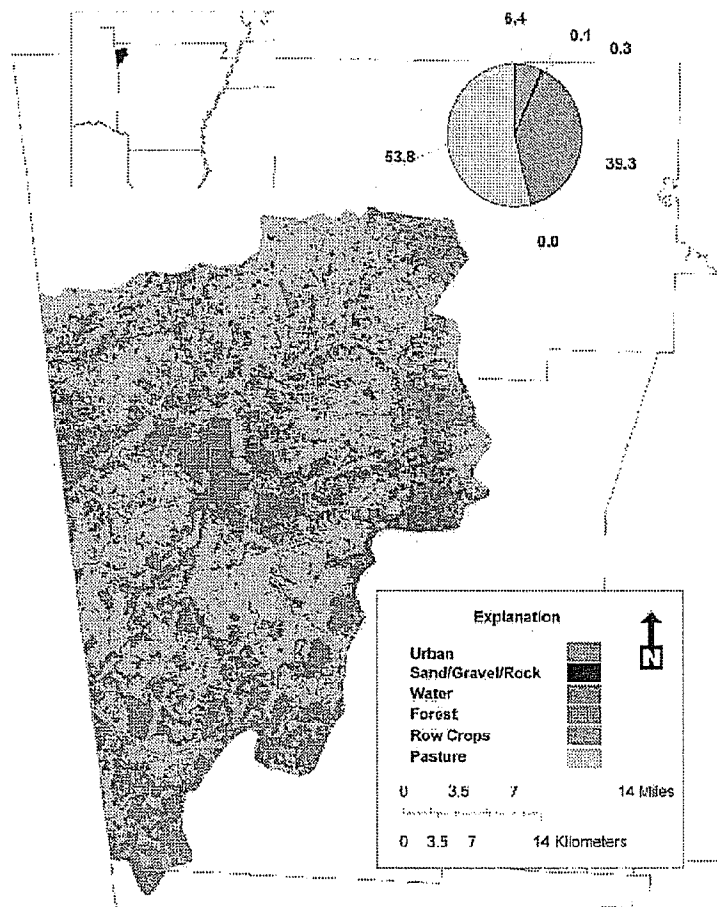 6.4
0.1
0.3
53.8
39.3
0.0
Explanation
N
Urban
Sand/Gravel/Rock
Water
Forest
Row Crops
Pasture
0 3.5 7 14 Miles
0 3.5 7 14 Kilometers